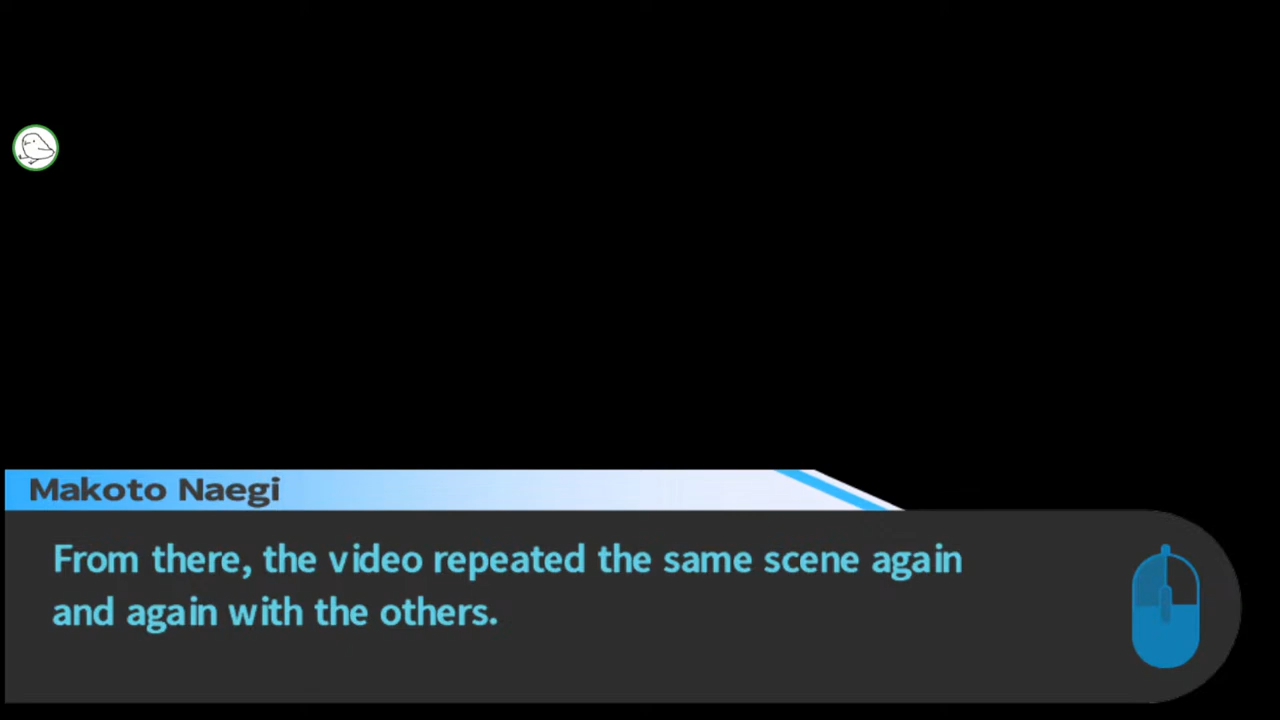 Makoto Naegi
From there, the video repeated the same scene again
and again with the others.